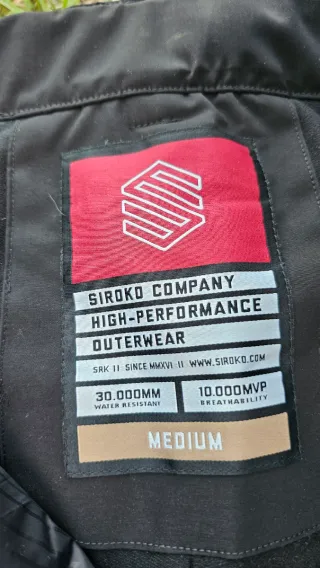 SIROKO COMPANY
HIGH-PERFORMANCE
OUTERWEAR
SRK II SINCE MMXVI II WWW.SIROKO.COM
30.000MM 10.000MVP
WATER RESISTANT BREATHABILITY
MEDIUM